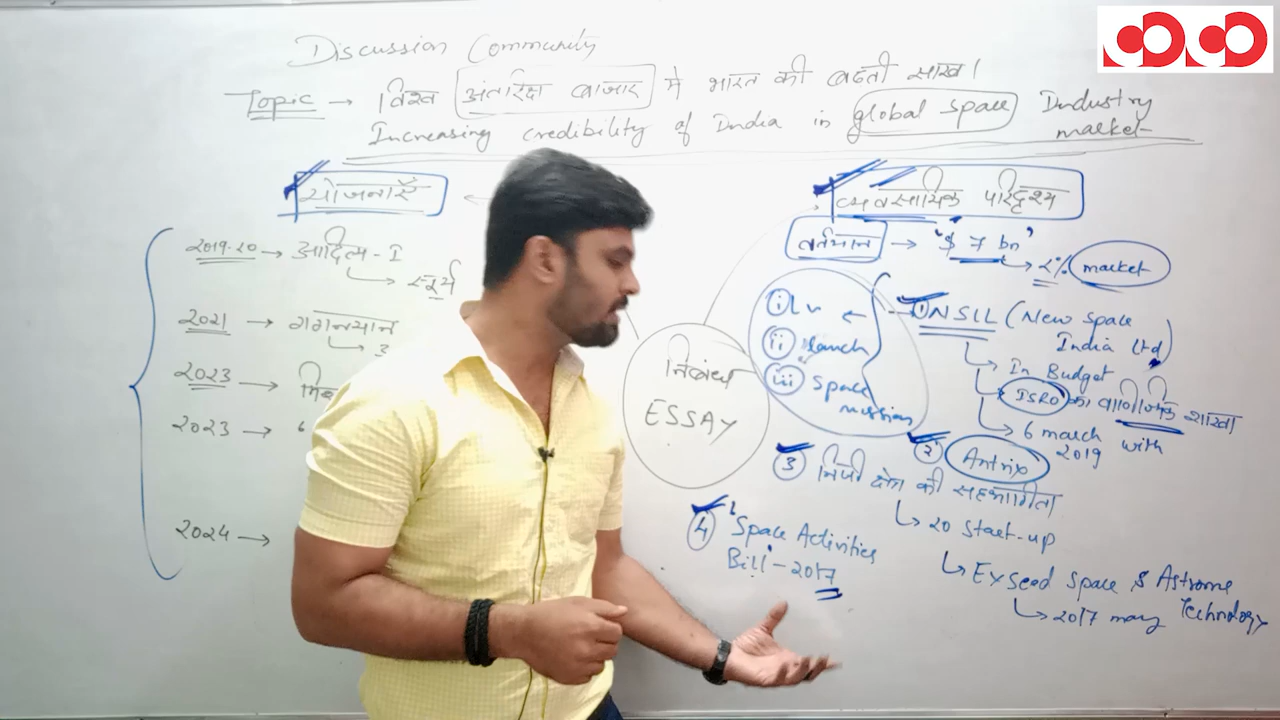 Discussion Community
Topic → विश्व अंतरिक्ष बाजार मे भारत की बढती साख।
Increasing credibility of India in global space Industry market
योजनाएँ
2019-20 → आदित्य - I
↳ सूर्य
2021 → गगनयान
↳ 3
2023 →
2023 →
2024 →
निबंध
ESSAY
व्यवसायिक परिदृश्य
वर्तमान → "$ 7 bn"
↳ 2% market
① NSIL (New Space India Ltd)
↳ In Budget
↳ ISRO का वाणिज्यिक शाखा
↳ 6 march 2019 with
(i) LV ←
(ii) launch
(iii) space mission
② Antrix
③ निजी क्षेत्र की सहभागिता
↳ 20 start-up
↳ Exseed space & Astrome Technology
↳ 2017 may
④ 'Space Activities Bill' - 2017